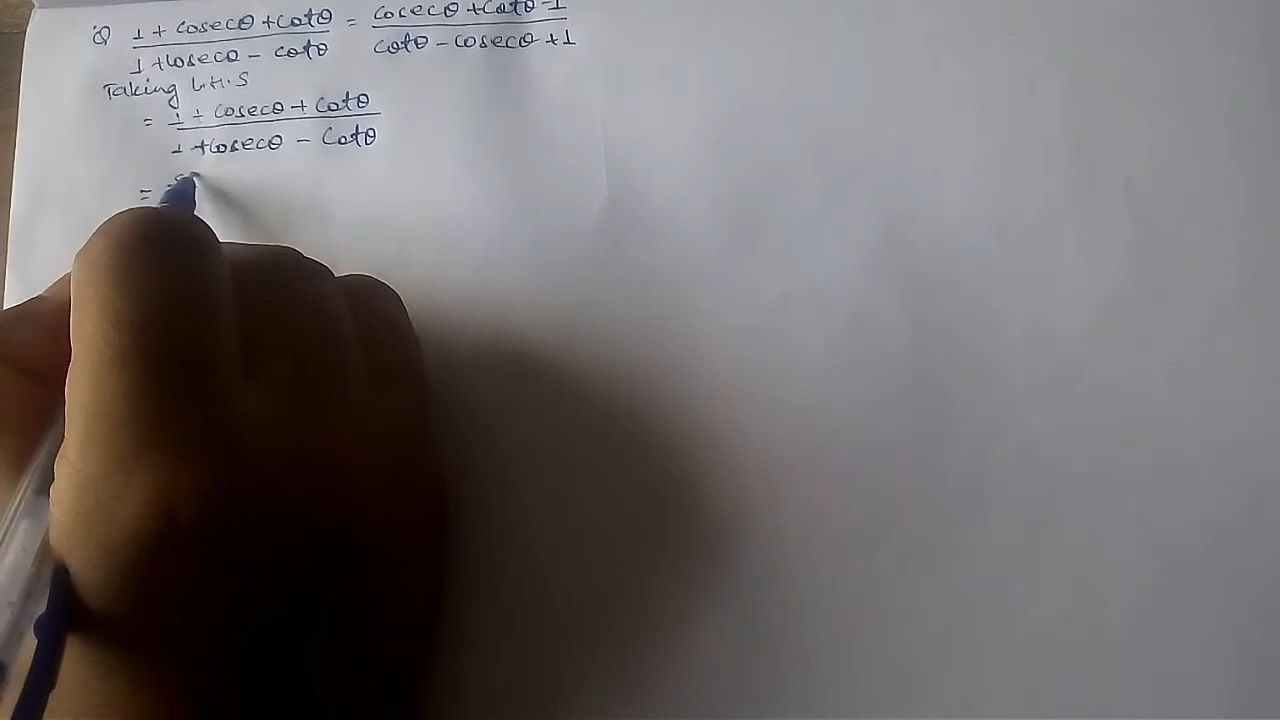 Q 1 + cosecθ + cotθ = cosecθ + cotθ - 1
1 + cosecθ - cotθ cotθ - cosecθ + 1
Taking L.H.S
= 1 + cosecθ + cotθ
1 + cosecθ - cotθ
=